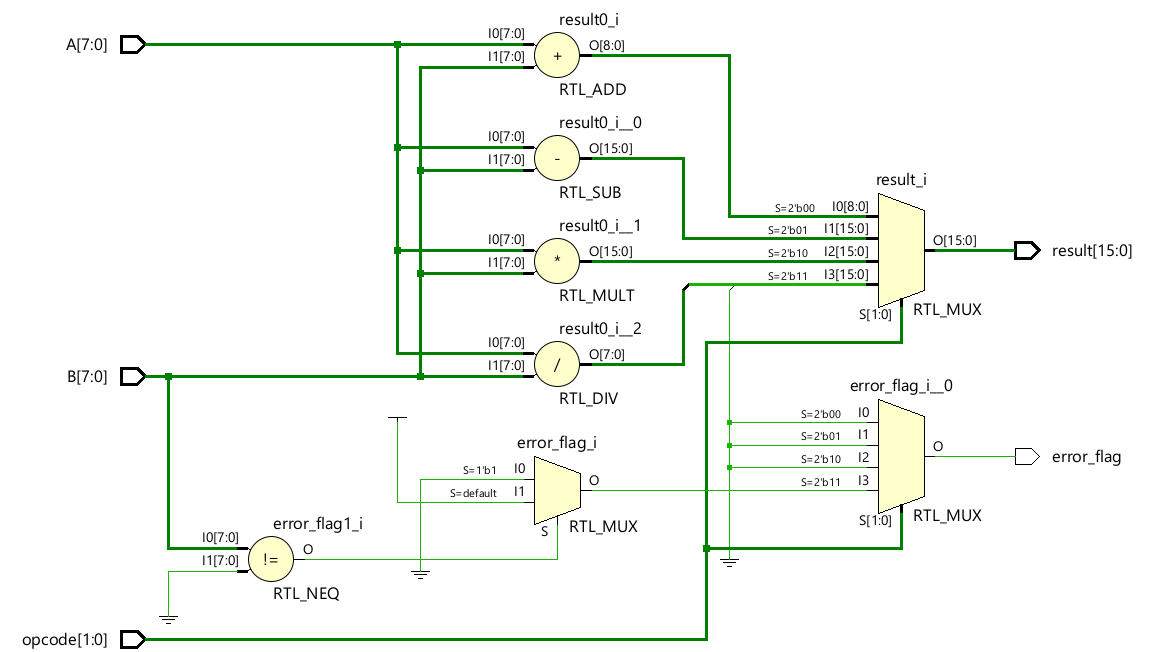 result0_i
A[7:0]
I0[7:0]
O[8:0]
I1[7:0]
+
RTL_ADD
result0_i__0
I0[7:0]
O[15:0]
I1[7:0]
-
RTL_SUB
result_i
S=2'b00 I0[8:0]
S=2'b01 I1[15:0]
S=2'b10 I2[15:0]
S=2'b11 I3[15:0]
O[15:0]
result[15:0]
S[1:0]
RTL_MUX
result0_i__1
I0[7:0]
O[15:0]
I1[7:0]
*
RTL_MULT
result0_i__2
I0[7:0]
O[7:0]
I1[7:0]
/
RTL_DIV
B[7:0]
error_flag_i__0
S=2'b00 I0
S=2'b01 I1
S=2'b10 I2
S=2'b11 I3
O
error_flag
S[1:0]
RTL_MUX
error_flag_i
S=1'b1 I0
S=default I1
O
S
RTL_MUX
error_flag1_i
I0[7:0]
O
I1[7:0]
!=
RTL_NEQ
opcode[1:0]